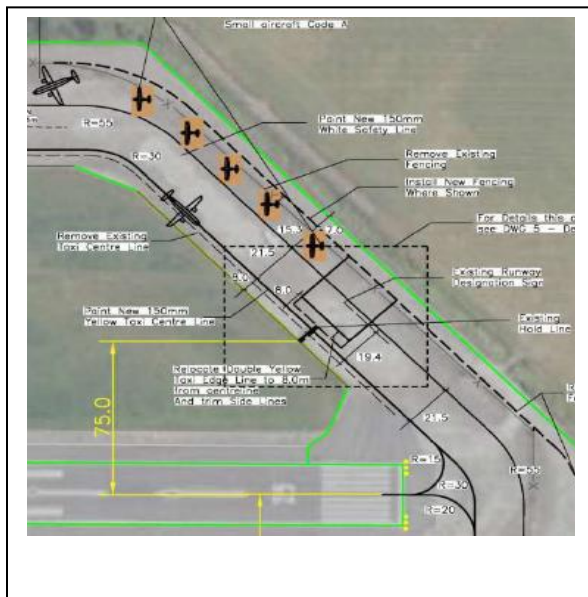 Small aircraft Code A
R=55
Paint New 150mm
White Safety Line
R=30
Remove Existing
Fencing
Install New Fencing
Where Shown
Remove Existing
Taxi Centre Line
15.3
7.0
21.5
9.0
8.0
see DWG 5 - De
Existing Runway
Designation Sign
Paint New 150mm
Yellow Taxi Centre Line
Existing
Hold Line
19.4
Relocate Double Yellow
Taxi Edge Line to 8.0m
from centreline
And trim Side Lines
75.0
21.5
R=15
R=55
R=30
R=20